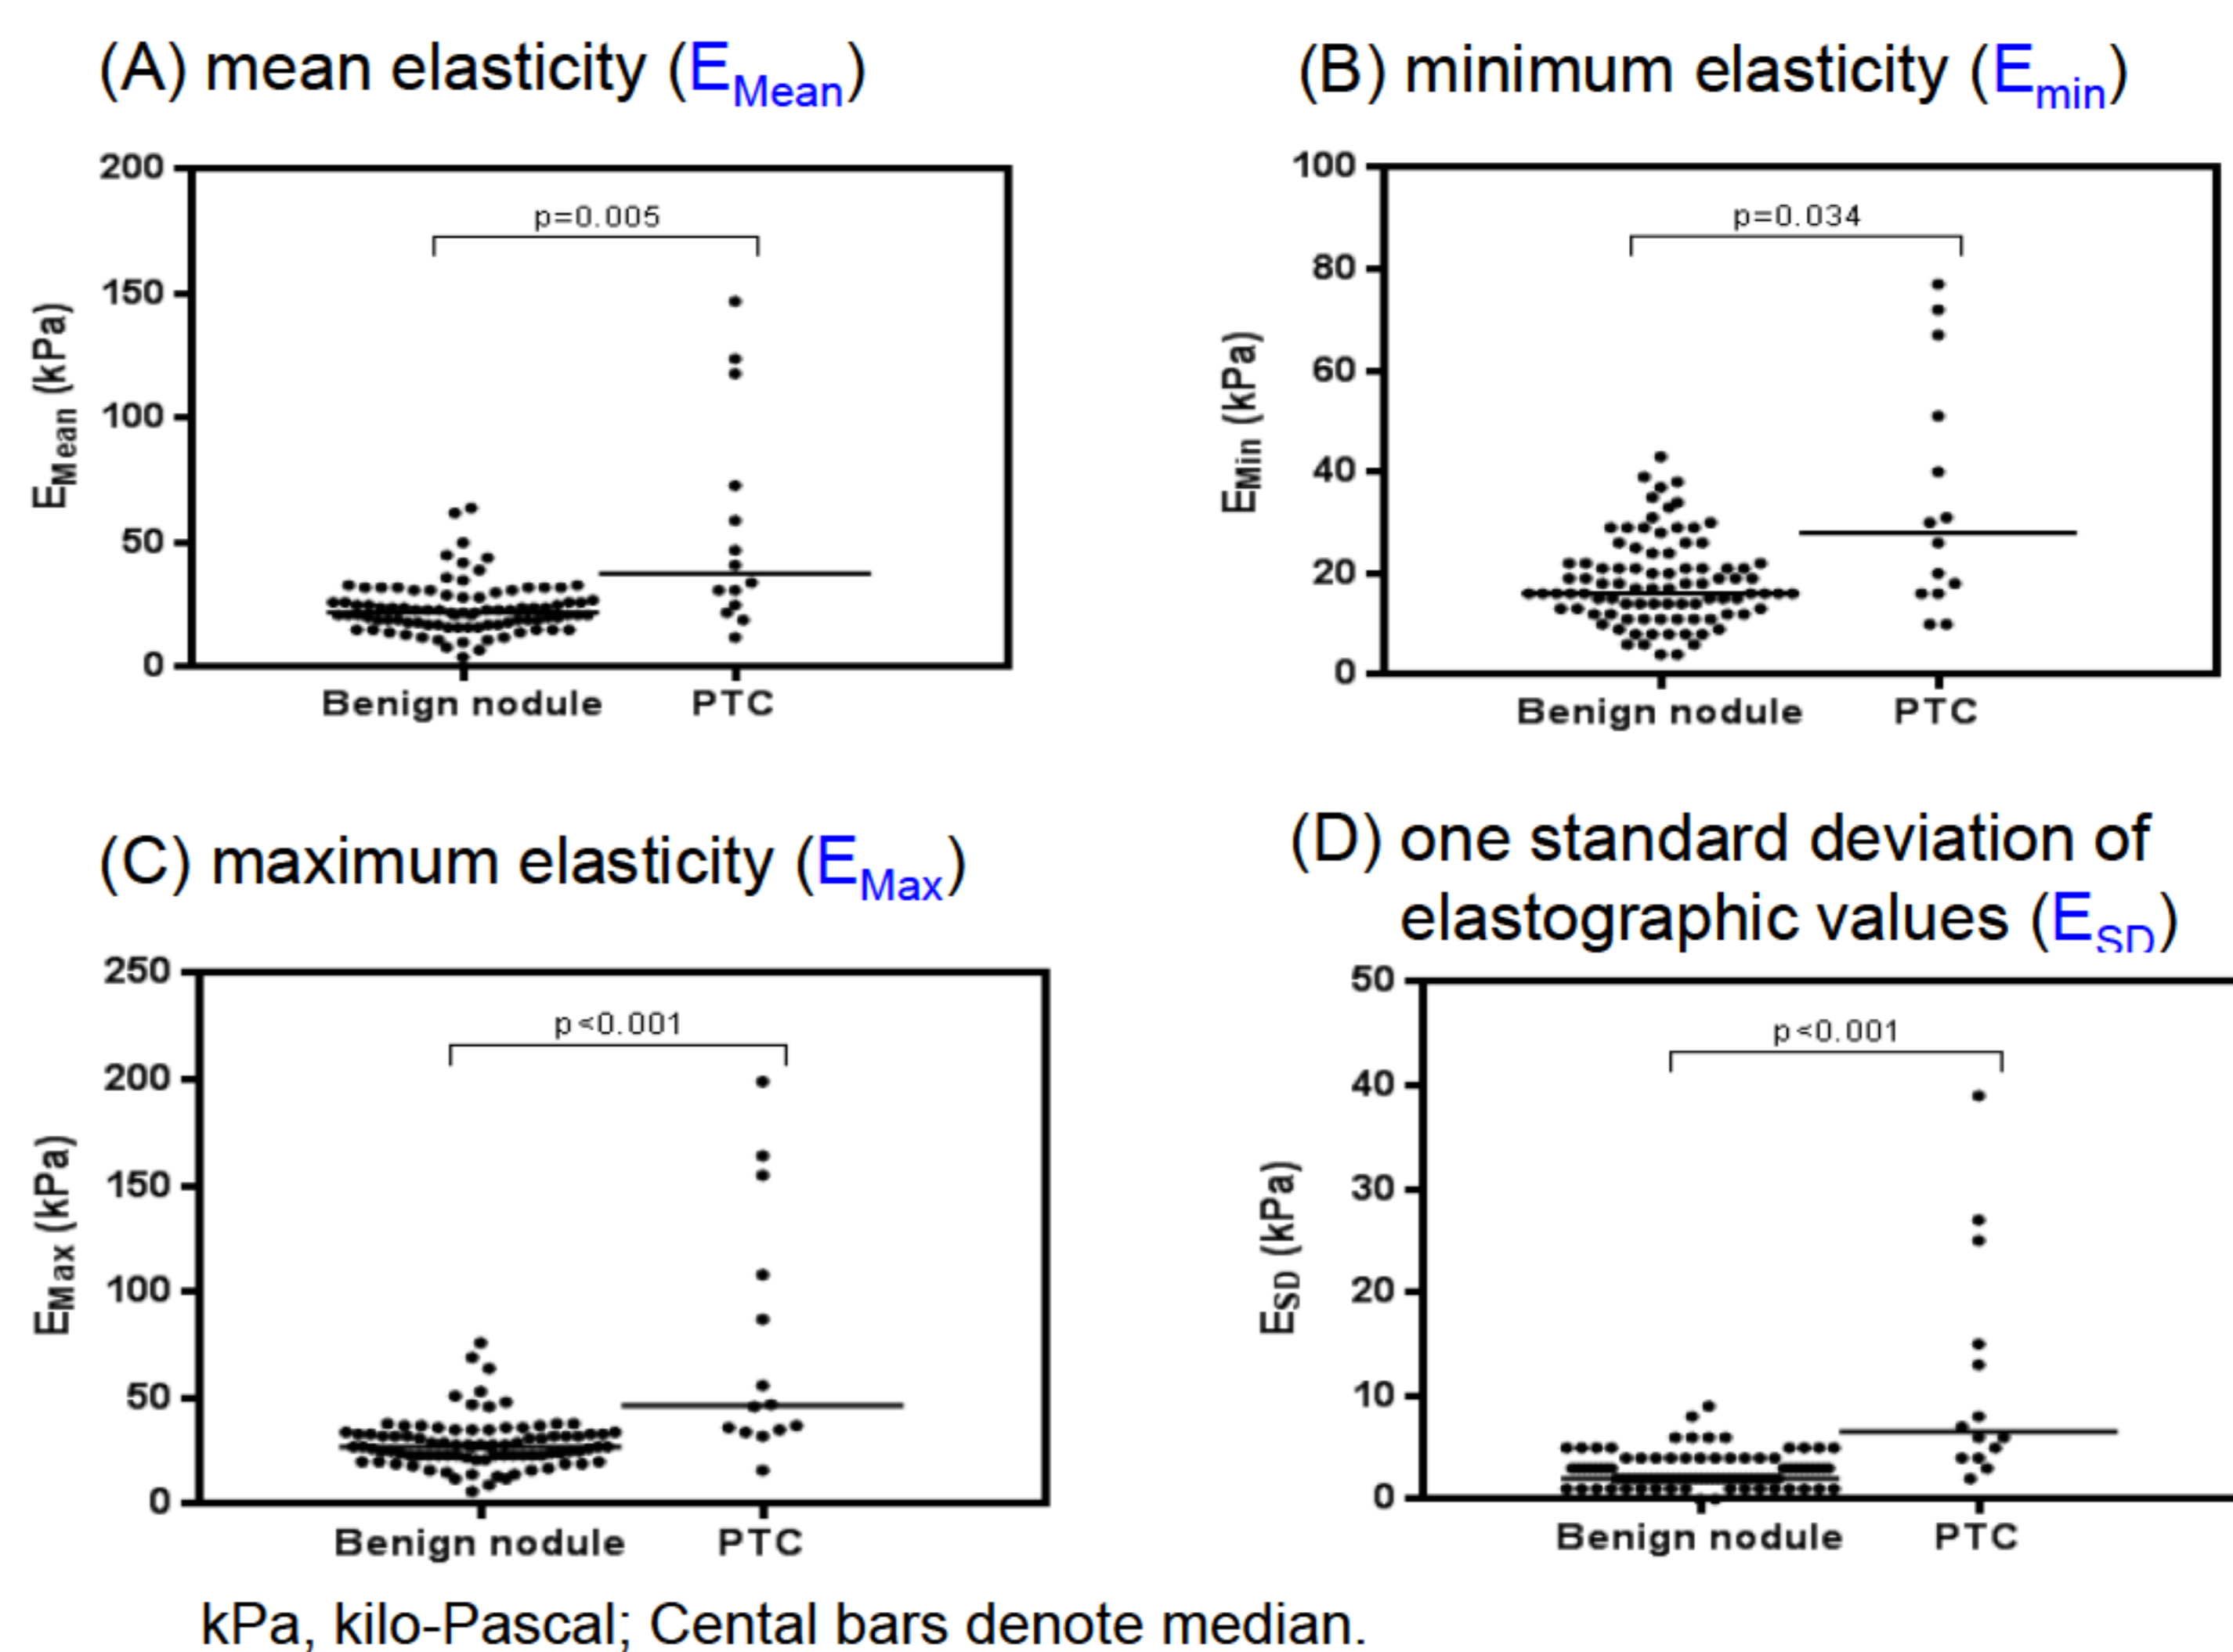 (A) mean elasticity (EMean)
200
150
100
50
0
EMean (kPa)
p=0.005
Benign nodule PTC
(B) minimum elasticity (Emin)
100
80
60
40
20
0
EMin (kPa)
p=0.034
Benign nodule PTC
(C) maximum elasticity (EMax)
250
200
150
100
50
0
EMax (kPa)
p<0.001
Benign nodule PTC
(D) one standard deviation of
elastographic values (ESD)
50
40
30
20
10
0
ESD (kPa)
p<0.001
Benign nodule PTC
kPa, kilo-Pascal; Cental bars denote median.